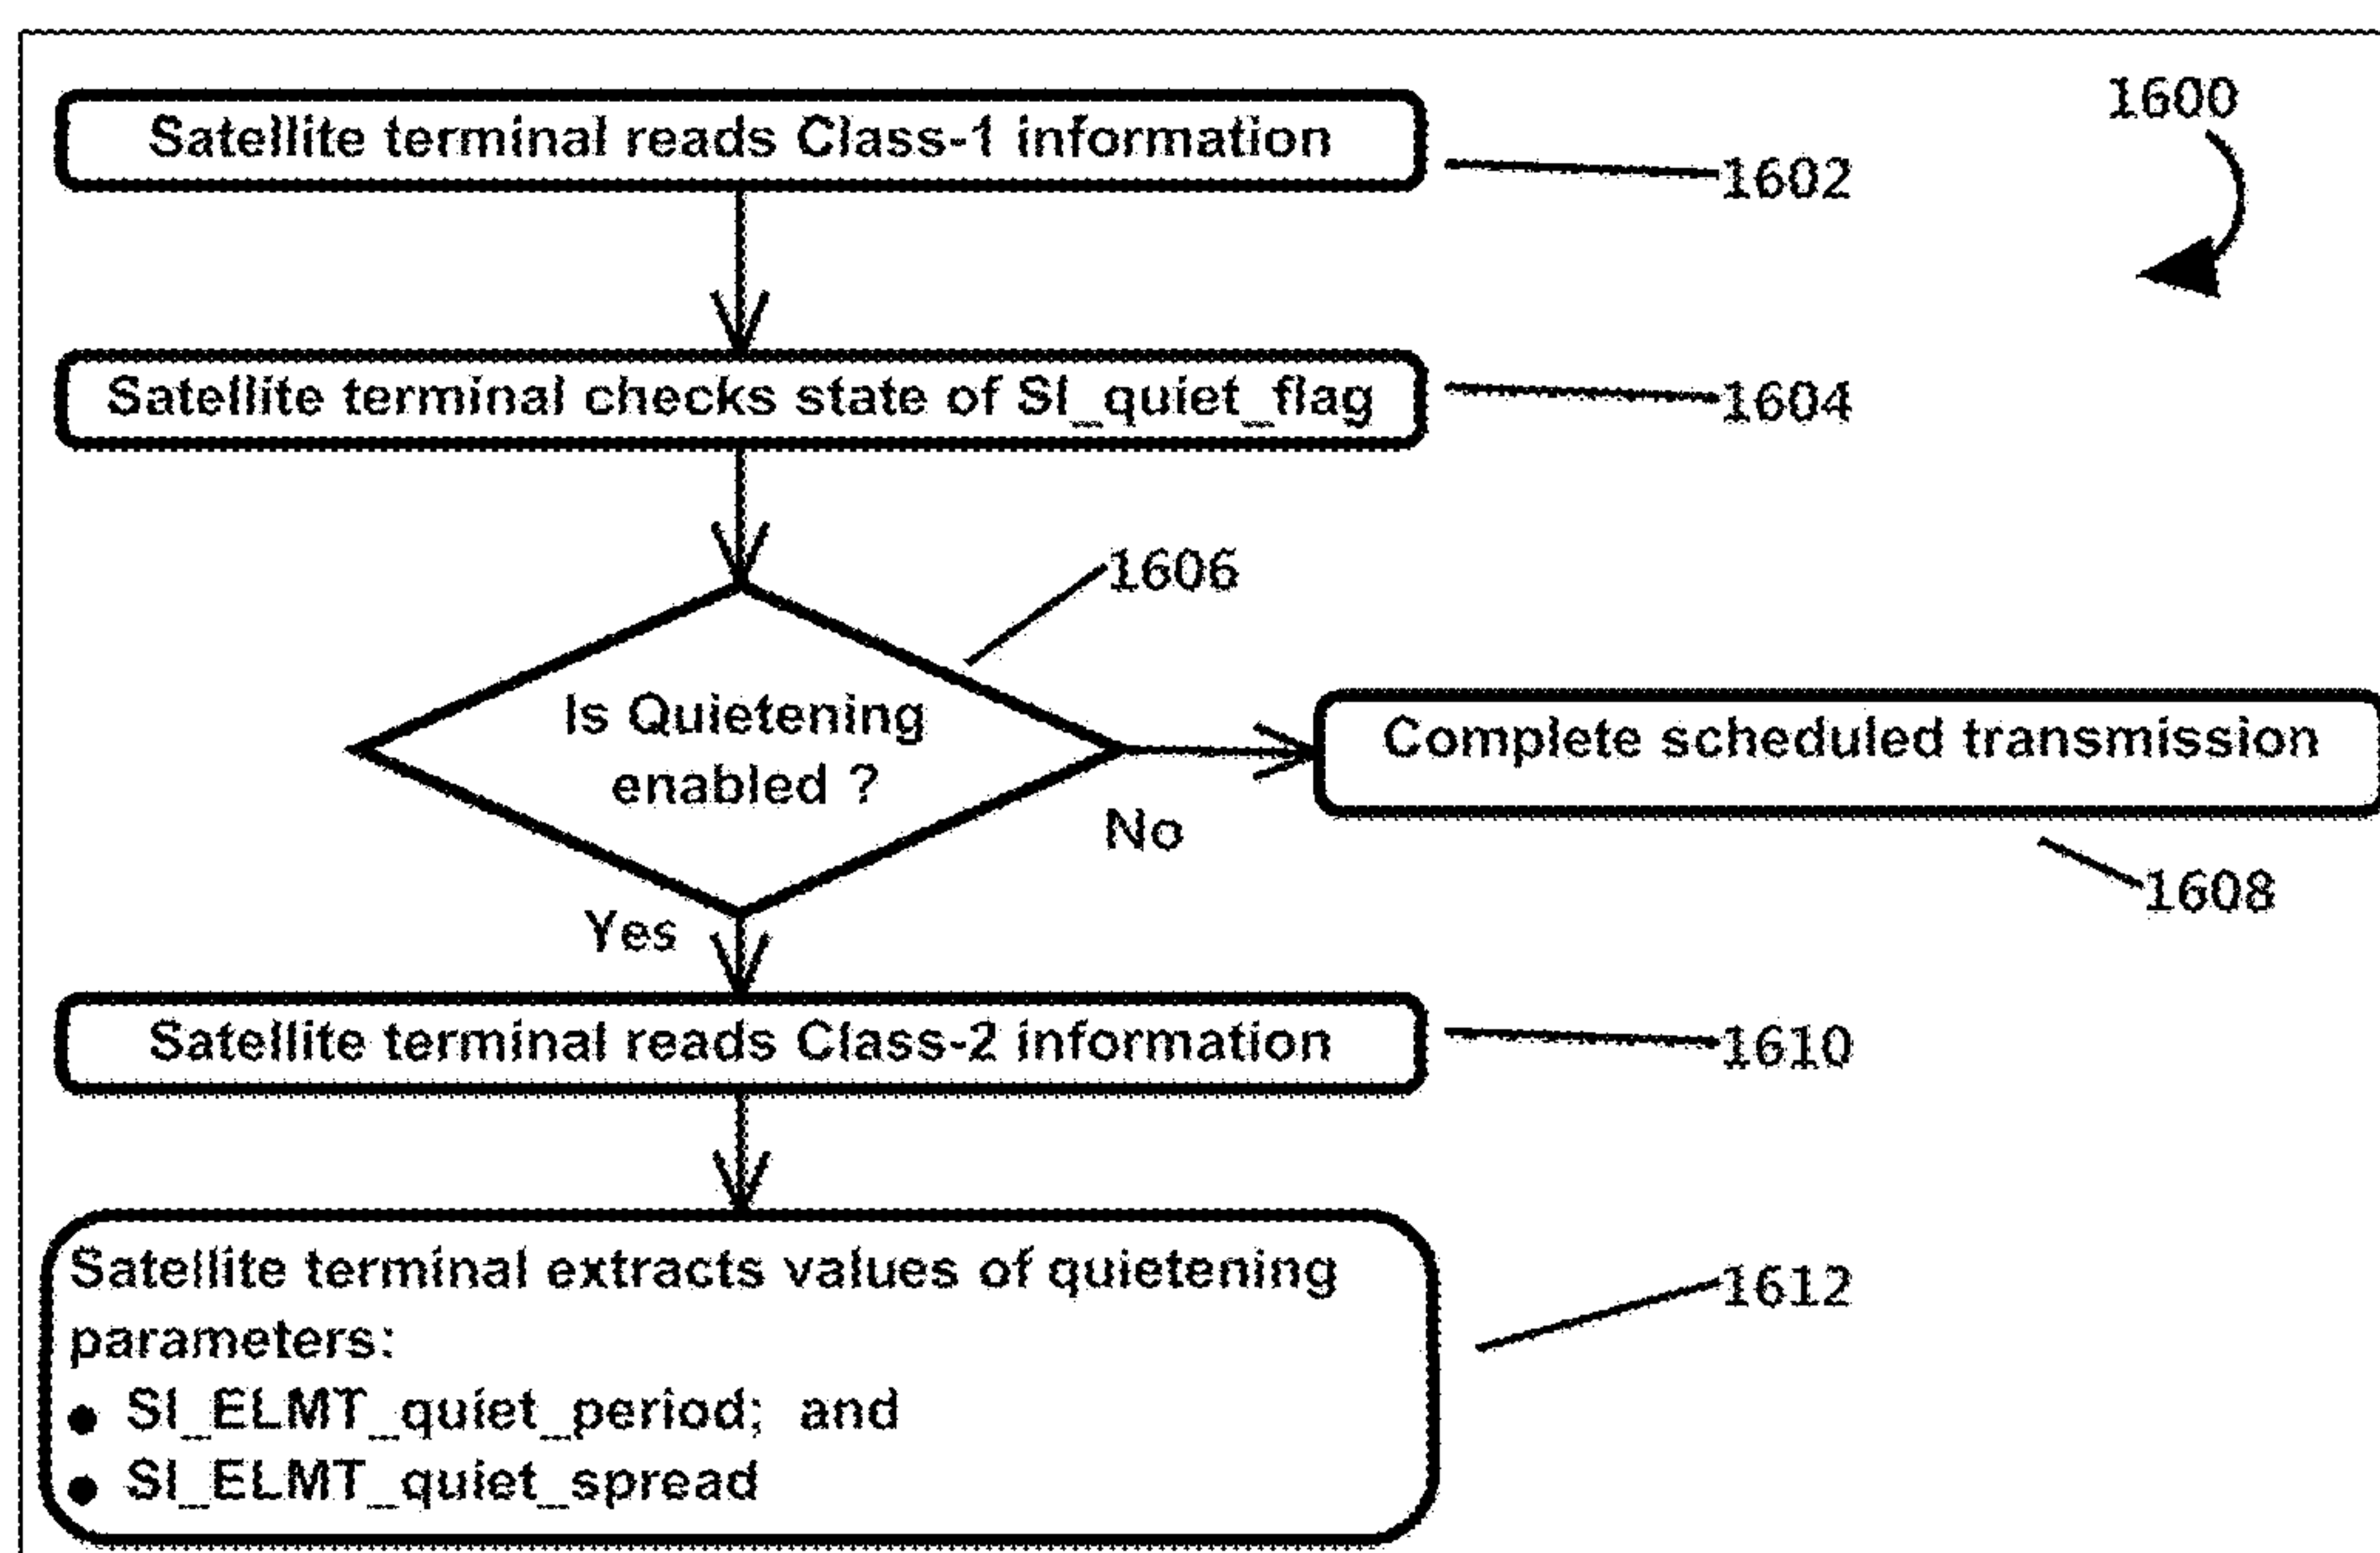 1600
Satellite terminal reads Class-1 information
1602
Satellite terminal checks state of SI_quiet_flag
1604
1606
Is Quietening
enabled ?
Complete scheduled transmission
No
1608
Yes
Satellite terminal reads Class-2 information
1610
Satellite terminal extracts values of quietening
parameters:
• SI_ELMT_quiet_period; and
• SI_ELMT_quiet_spread
1612